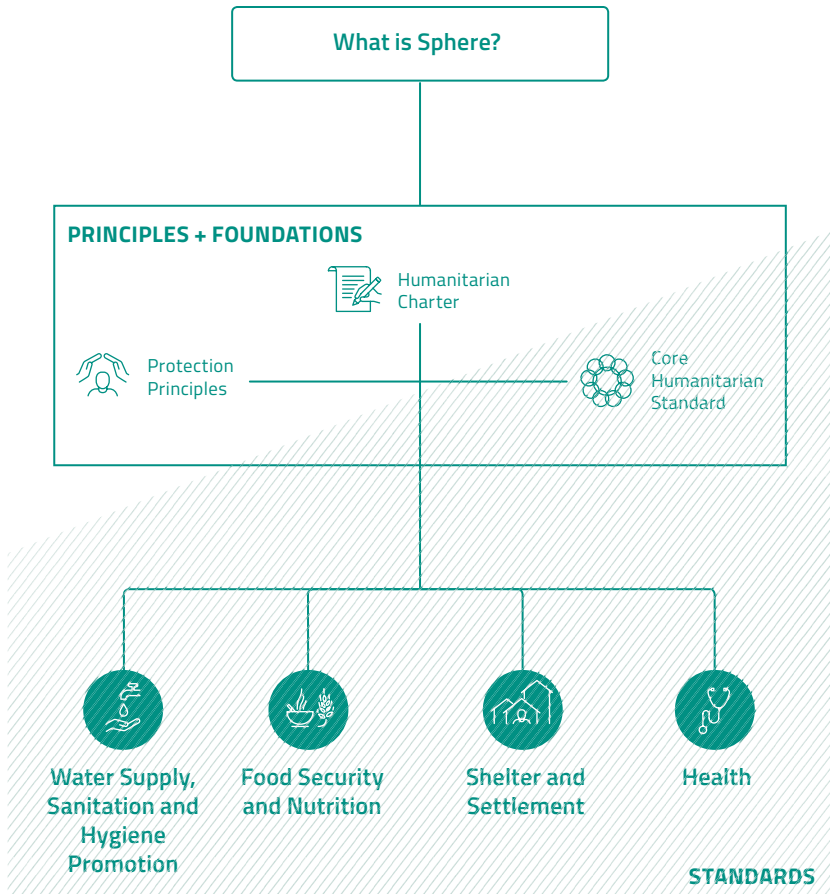 What is Sphere?
PRINCIPLES + FOUNDATIONS
Humanitarian
Charter
Protection
Principles
Core
Humanitarian
Standard
Water Supply,
Sanitation and
Hygiene
Promotion
Food Security
and Nutrition
Shelter and
Settlement
Health
STANDARDS